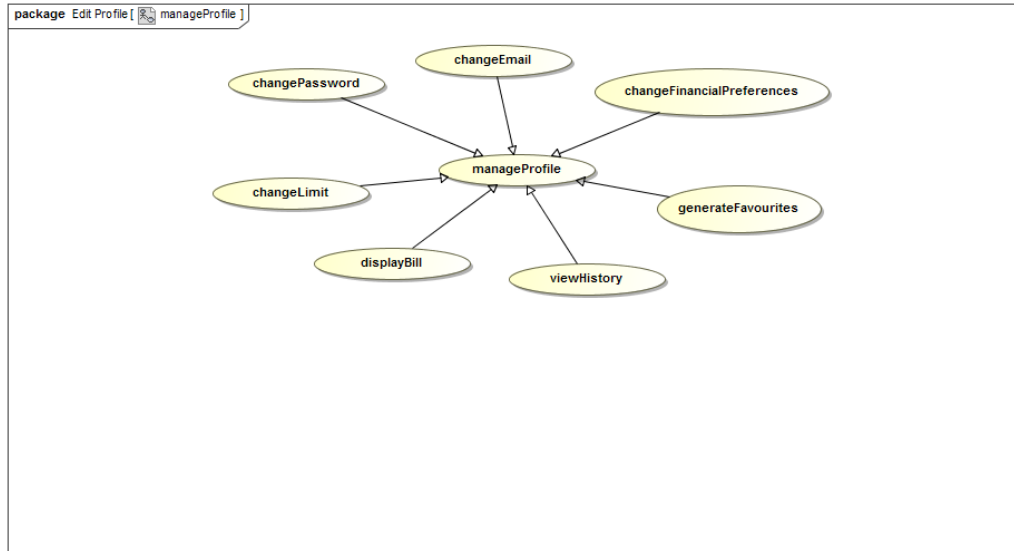 package Edit Profile [ manageProfile ]
changeEmail
changePassword
changeFinancialPreferences
manageProfile
changeLimit
generateFavourites
displayBill
viewHistory